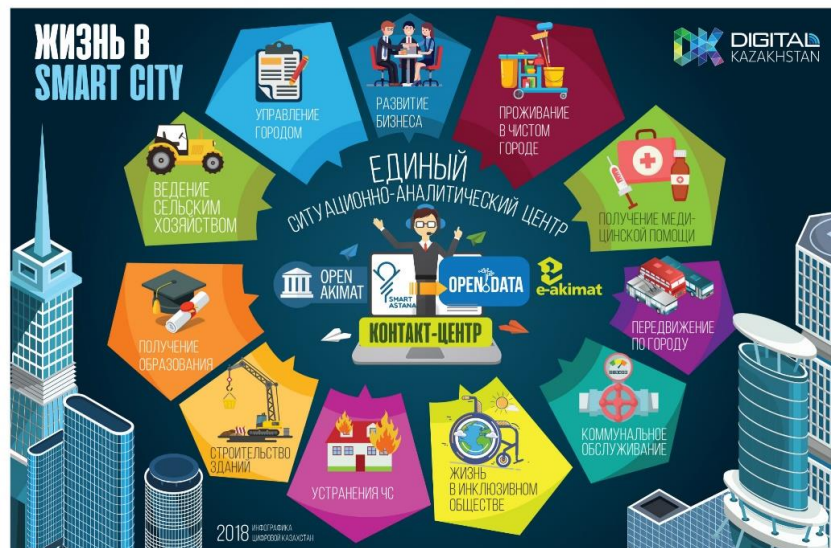 ЖИЗНЬ В
SMART CITY
DIGITAL
KAZAKHSTAN
УПРАВЛЕНИЕ
ГОРОДОМ
РАЗВИТИЕ
БИЗНЕСА
ПРОЖИВАНИЕ
В ЧИСТОМ
ГОРОДЕ
ВЕДЕНИЕ
СЕЛЬСКИМ
ХОЗЯЙСТВОМ
ЕДИНЫЙ
СИТУАЦИОННО-АНАЛИТИЧЕСКИЙ ЦЕНТР
ПОЛУЧЕНИЕ МЕДИ-
ЦИНСКОЙ ПОМОЩИ
OPEN
AKIMAT
SMART
ASTANA
OPEN DATA
e-akimat
КОНТАКТ-ЦЕНТР
ПОЛУЧЕНИЕ
ОБРАЗОВАНИЯ
ПЕРЕДВИЖЕНИЕ
ПО ГОРОДУ
СТРОИТЕЛЬСТВО
ЗДАНИЙ
УСТРАНЕНИЯ ЧС
ЖИЗНЬ
В ИНКЛЮЗИВНОМ
ОБЩЕСТВЕ
КОММУНАЛЬНОЕ
ОБСЛУЖИВАНИЕ
2018 ИНФОГРАФИКА
ЦИФРОВОЙ КАЗАХСТАН